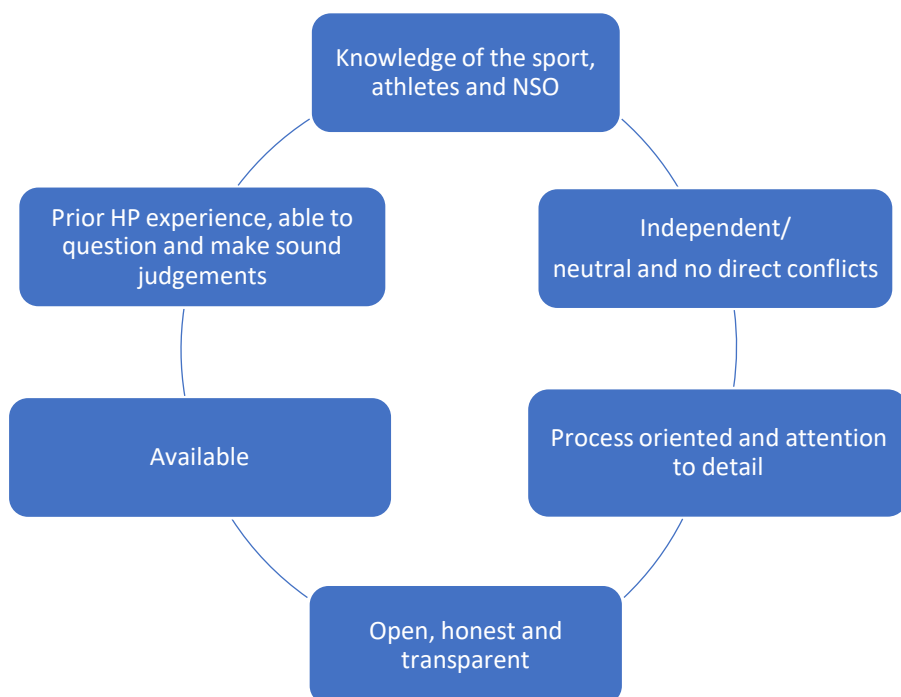 Knowledge of the sport,
athletes and NSO
Independent/
neutral and no direct conflicts
Process oriented and attention
to detail
Open, honest and
transparent
Available
Prior HP experience, able to
question and make sound
judgements